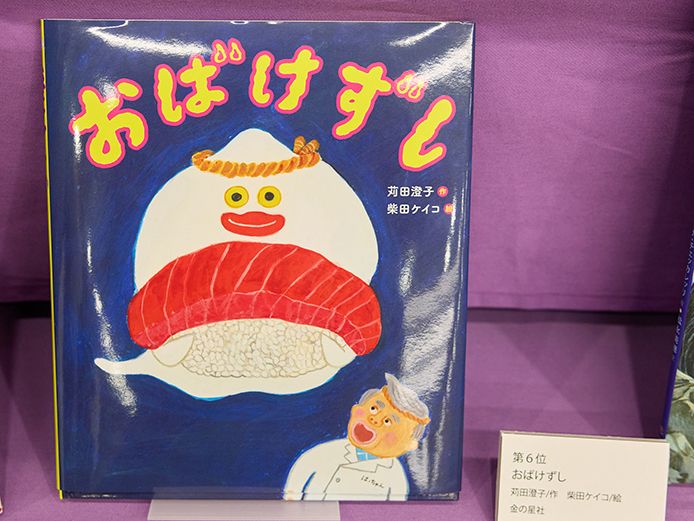 おばけずし
苅田澄子 作
柴田ケイコ 絵
はっちゃん
第6位
おばけずし
苅田澄子/作 柴田ケイコ/絵
金の星社